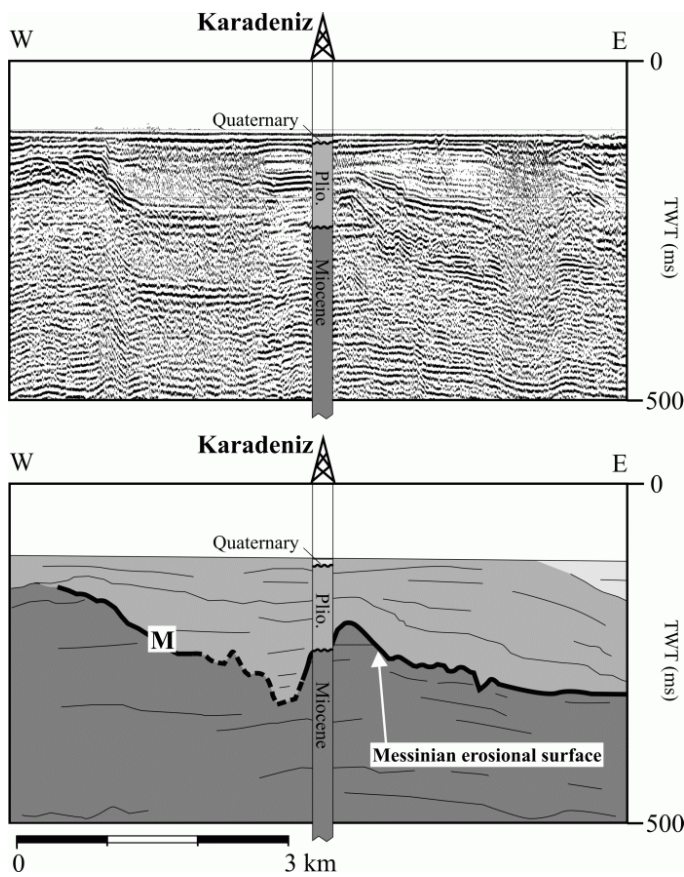 Karadeniz
W
E
0
Quaternary
Plio.
Miocene
TWT (ms)
500
Karadeniz
W
E
0
Quaternary
Plio.
M
Miocene
TWT (ms)
Messinian erosional surface
500
0
3 km